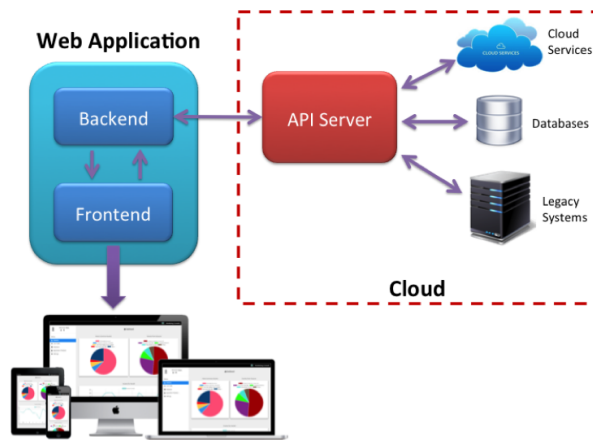 Web Application
Backend
Frontend
API Server
Cloud
Services
CLOUD SERVICES
Databases
Legacy
Systems
Cloud